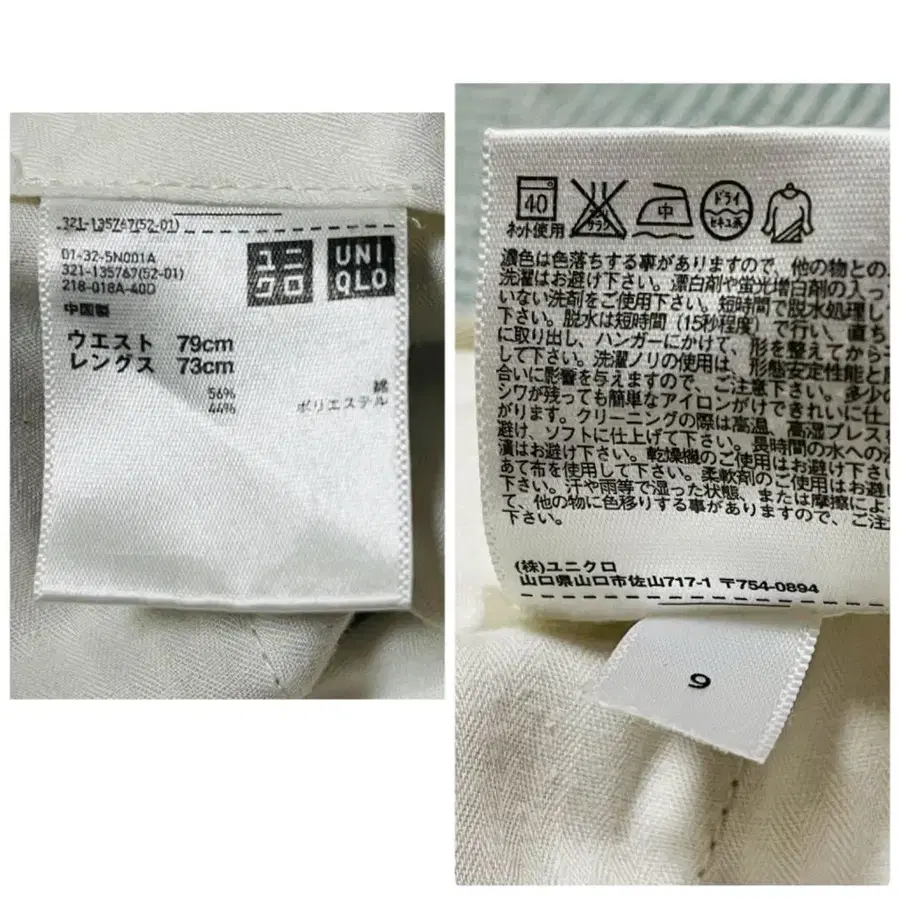 321-135767(52-01)
01-32-5N001A
321-135767(52-01)
218-018A-40D
中国製
ユニクロ
UNIQLO
ウエスト 79cm
レングス 73cm
56% 綿
44% ポリエステル
40 エンソ サラシ 中 ドライ セキユ系
ネット使用
濃色は色落ちする事がありますので、他の物との
洗濯はお避け下さい。漂白剤や蛍光増白剤の入っ
いない洗剤をご使用下さい。短時間で脱水処理し
下さい。脱水は短時間（15秒程度）で行い、直ち
に取り出し、ハンガーにかけて、形を整えてから
して下さい。洗濯ノリの使用は、形態安定性能と
合いに影響を与えますので、ご注意下さい。多少の
シワが残っても簡単なアイロンがけできれいに仕
がります。クリーニングの際は高温、高湿プレスを
避け、ソフトに仕上げて下さい。長時間の水への
漬はお避け下さい。乾燥機のご使用はお避け下さ
あて布を使用して下さい。柔軟剤のご使用はお避
下さい。汗や雨等で湿った状態、または摩擦によ
て、他の物に色移りする事がありますので、ご注
下さい。
(株)ユニクロ
山口県山口市佐山717-1 〒754-0894
9